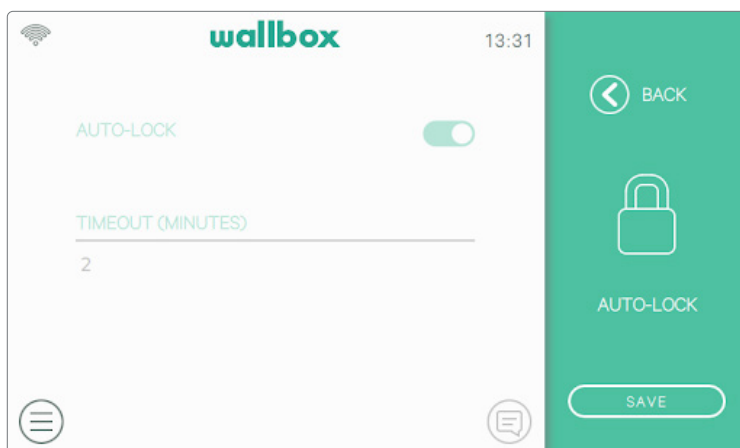 wallbox
13:31
AUTO-LOCK
TIMEOUT (MINUTES)
2
BACK
AUTO-LOCK
SAVE